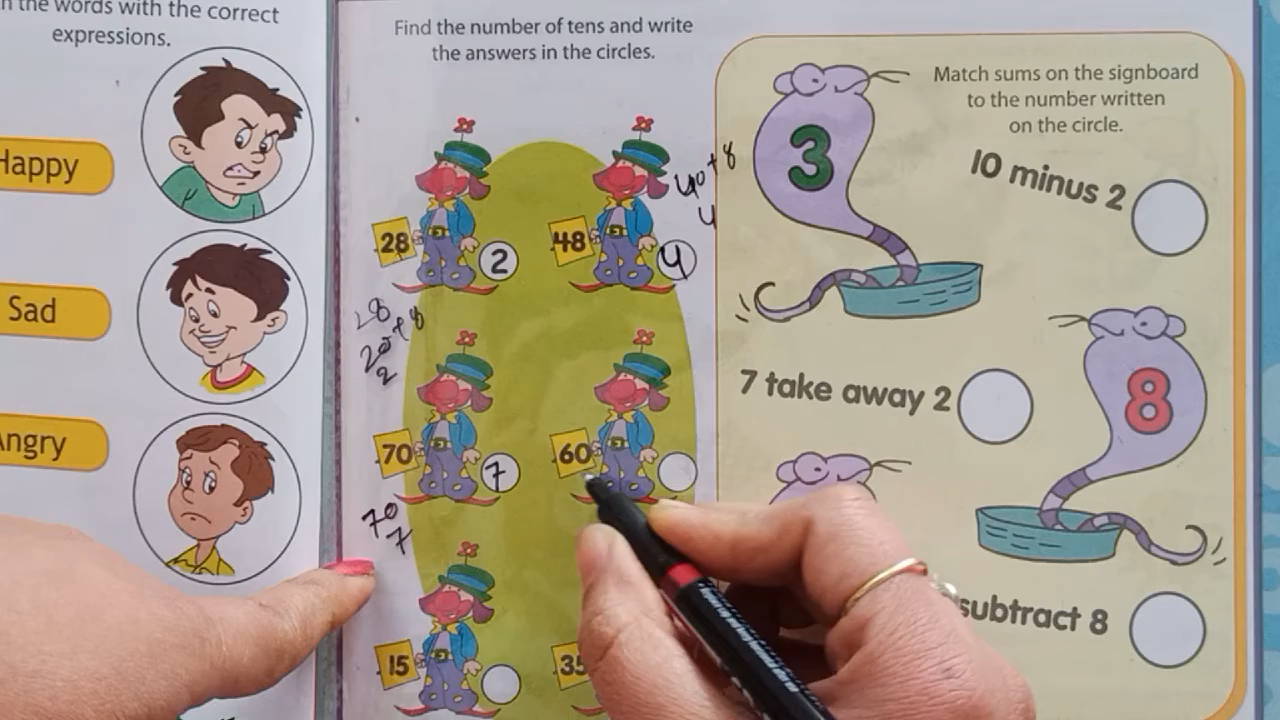 the words with the correct
expressions.
Happy
Sad
Angry
Find the number of tens and write
the answers in the circles.
28
2
48
4
40+8
4
28
20+8
2
70
7
60
70
7
15
35
Match sums on the signboard
to the number written
on the circle.
3
10 minus 2
7 take away 2
8
subtract 8